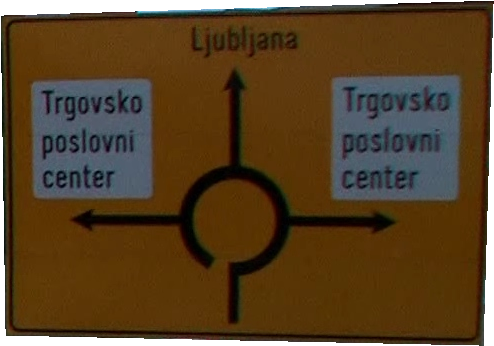 Ljubljana
Trgovsko
poslovni
center
Trgovsko
poslovni
center